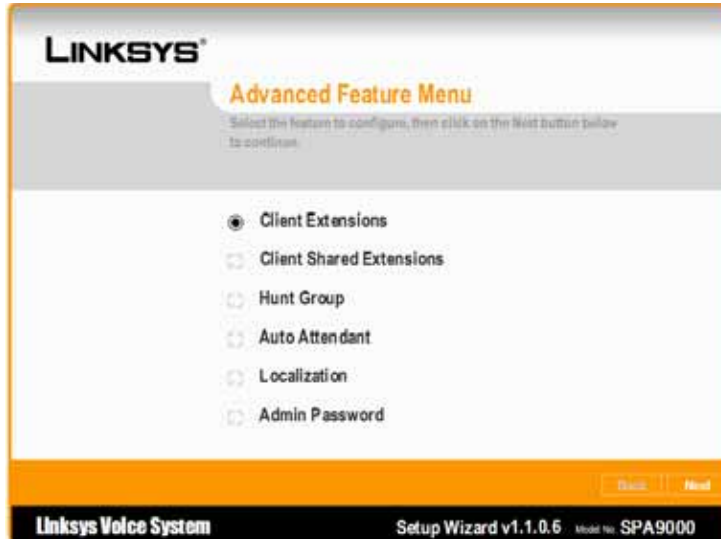 LINKSYS®
Advanced Feature Menu
Select the feature to configure, then click on the Next button below
to continue.
Client Extensions
Client Shared Extensions
Hunt Group
Auto Attendant
Localization
Admin Password
Back Next
Linksys Voice System Setup Wizard v1.1.0.6 Model No. SPA9000